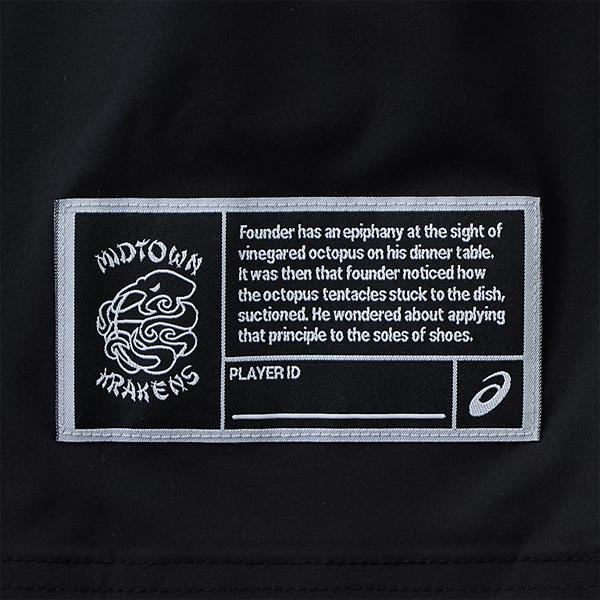 MIDTOWN
KRAKENS
Founder has an epiphany at the sight of
vinegared octopus on his dinner table.
It was then that founder noticed how
the octopus tentacles stuck to the dish,
suctioned. He wondered about applying
that principle to the soles of shoes.
PLAYER ID